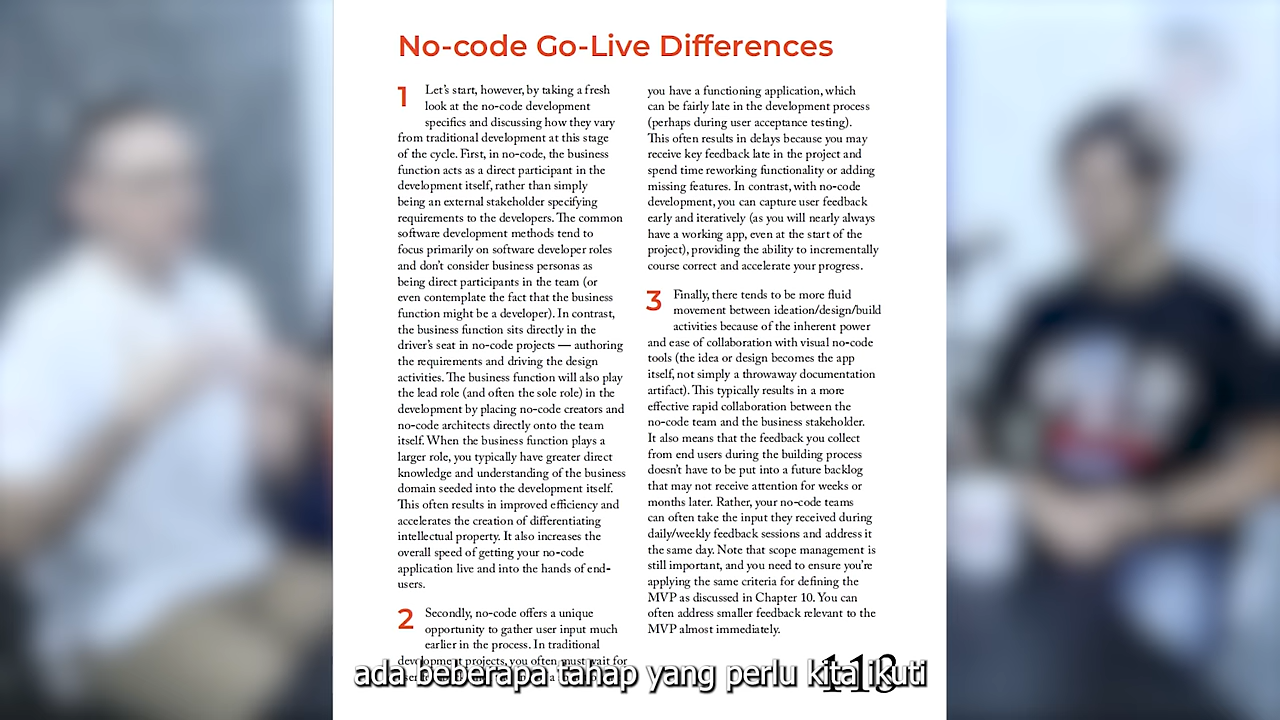 No-code Go-Live Differences
1 Let's start, however, by taking a fresh
look at the no-code development
specifics and discussing how they vary
from traditional development at this stage
of the cycle. First, in no-code, the business
function acts as a direct participant in the
development itself, rather than simply
being an external stakeholder specifying
requirements to the developers. The common
software development methods tend to
focus primarily on software developer roles
and don't consider business personas as
being direct participants in the team (or
even contemplate the fact that the business
function might be a developer). In contrast,
the business function sits directly in the
driver's seat in no-code projects — authoring
the requirements and driving the design
activities. The business function will also play
the lead role (and often the sole role) in the
development by placing no-code creators and
no-code architects directly onto the team
itself. When the business function plays a
larger role, you typically have greater direct
knowledge and understanding of the business
domain seeded into the development itself.
This often results in improved efficiency and
accelerates the creation of differentiating
intellectual property. It also increases the
overall speed of getting your no-code
application live and into the hands of end-
users.
2 Secondly, no-code offers a unique
opportunity to gather user input much
earlier in the process. In traditional
development projects, you often must wait for
you have a functioning application, which
can be fairly late in the development process
(perhaps during user acceptance testing).
This often results in delays because you may
receive key feedback late in the project and
spend time reworking functionality or adding
missing features. In contrast, with no-code
development, you can capture user feedback
early and iteratively (as you will nearly always
have a working app, even at the start of the
project), providing the ability to incrementally
course correct and accelerate your progress.
3 Finally, there tends to be more fluid
movement between ideation/design/build
activities because of the inherent power
and ease of collaboration with visual no-code
tools (the idea or design becomes the app
itself, not simply a throwaway documentation
artifact). This typically results in a more
effective rapid collaboration between the
no-code team and the business stakeholder.
It also means that the feedback you collect
from end users during the building process
doesn't have to be put into a future backlog
that may not receive attention for weeks or
months later. Rather, your no-code teams
can often take the input they received during
daily/weekly feedback sessions and address it
the same day. Note that scope management is
still important, and you need to ensure you're
applying the same criteria for defining the
MVP as discussed in Chapter 10. You can
often address smaller feedback relevant to the
MVP almost immediately.
113
ada beberapa tahap yang perlu kita ikuti